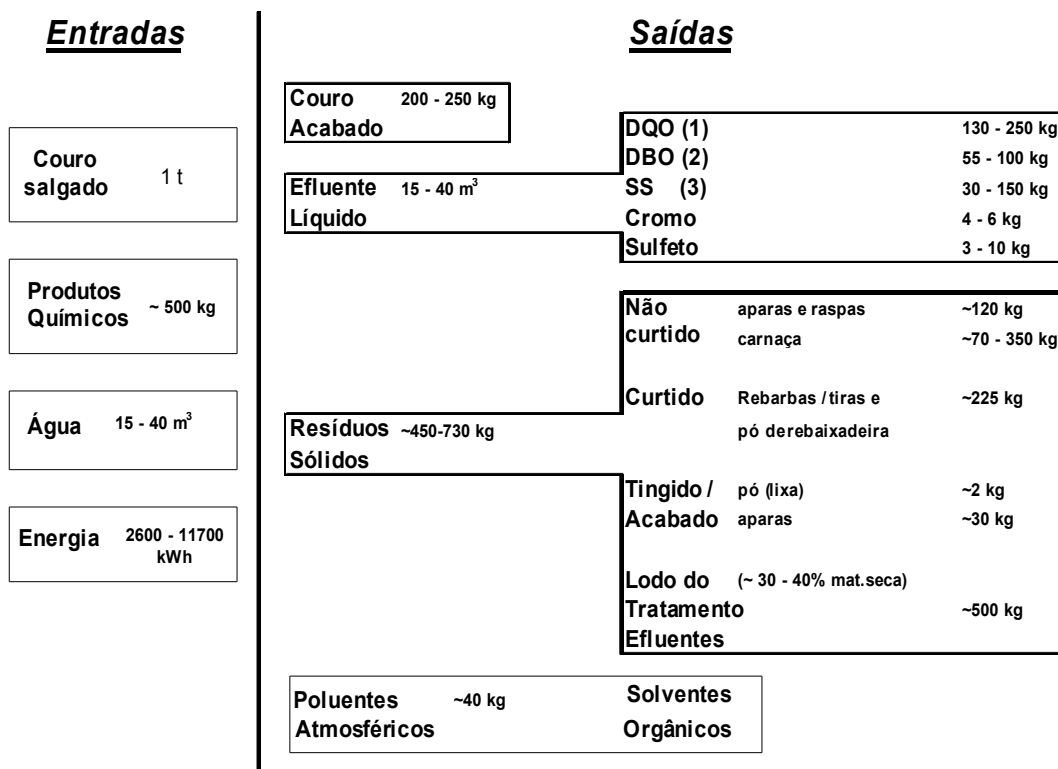 Entradas
Couro
salgado 1 t
Produtos
Químicos ~ 500 kg
Água 15 - 40 m³
Energia 2600 - 11700
kWh
Saídas
Couro 200 - 250 kg
Acabado
Efluente 15 - 40 m³
Líquido
DQO (1) 130 - 250 kg
DBO (2) 55 - 100 kg
SS (3) 30 - 150 kg
Cromo 4 - 6 kg
Sulfeto 3 - 10 kg
Resíduos ~450-730 kg
Sólidos
Não aparas e raspas ~120 kg
curtido carnaça ~70 - 350 kg
Curtido Rebarbas / tiras e ~225 kg
pó derebaixadeira
Tingido / pó (lixa) ~2 kg
Acabado aparas ~30 kg
Lodo do (~ 30 - 40% mat.seca)
Tratamento ~500 kg
Efluentes
Poluentes ~40 kg Solventes
Atmosféricos Orgânicos